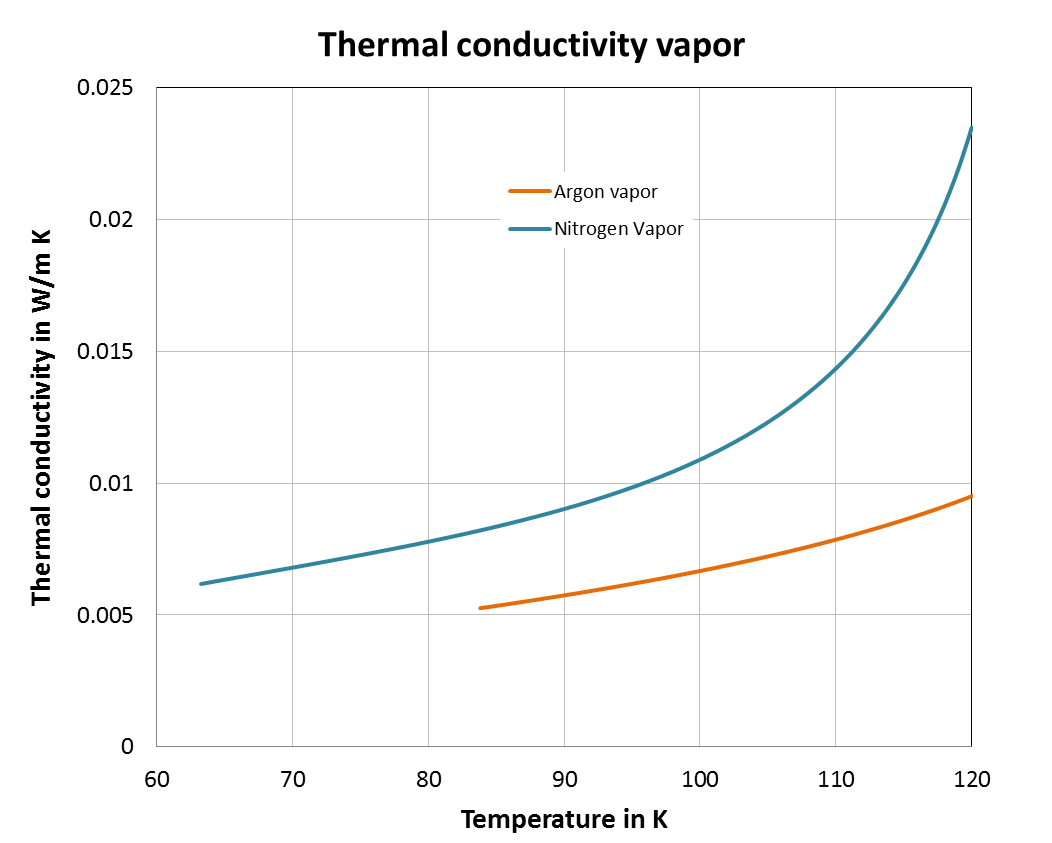 Thermal conductivity vapor
0.025
0.02
0.015
0.01
0.005
0
Thermal conductivity in W/m K
Argon vapor
Nitrogen Vapor
60 70 80 90 100 110 120
Temperature in K